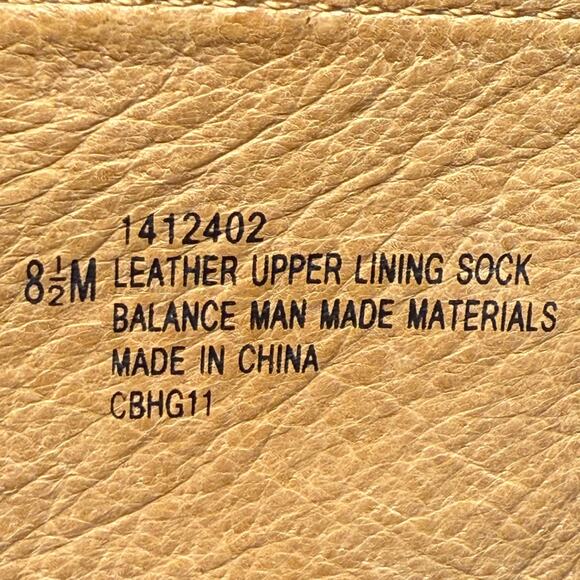 1412402
8½M LEATHER UPPER LINING SOCK
BALANCE MAN MADE MATERIALS
MADE IN CHINA
CBHG11